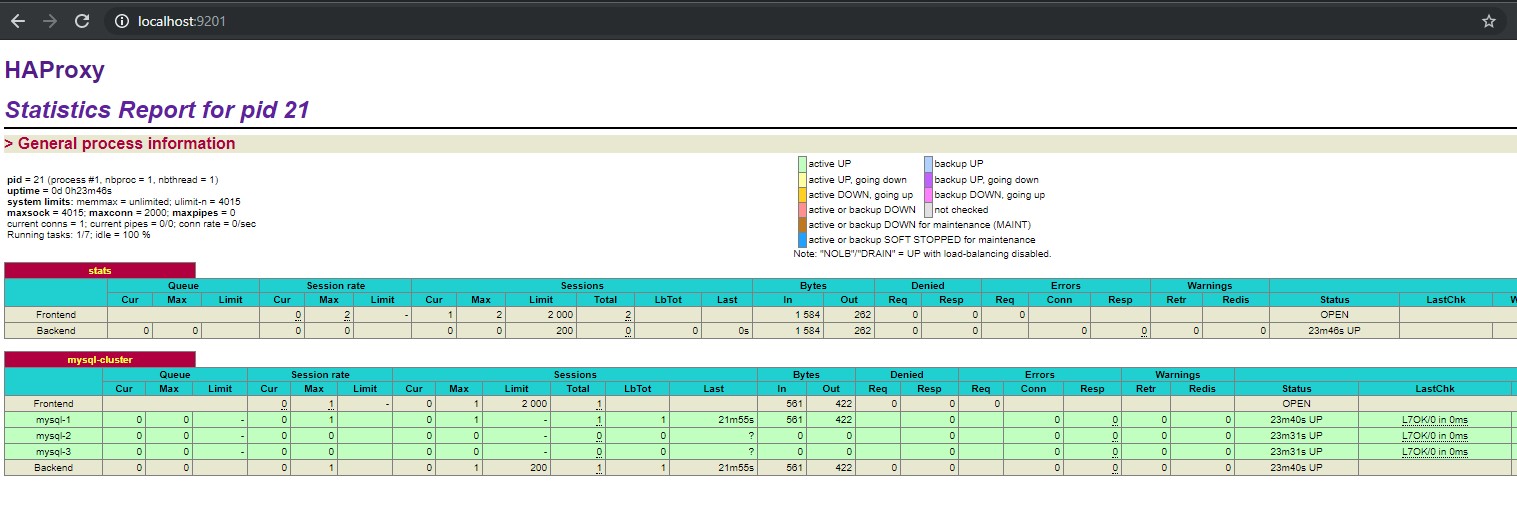 localhost:9201
HAProxy
Statistics Report for pid 21
> General process information
pid = 21 (process #1, nbproc = 1, nbthread = 1)
uptime = 0d 0h23m46s
system limits: memmax = unlimited; ulimit-n = 4015
maxsock = 4015; maxconn = 2000; maxpipes = 0
current conns = 1; current pipes = 0/0; conn rate = 0/sec
Running tasks: 1/7; idle = 100 %
active UP backup UP
active UP, going down backup UP, going down
active DOWN, going up backup DOWN, going up
active or backup DOWN not checked
active or backup DOWN for maintenance (MAINT)
active or backup SOFT STOPPED for maintenance
Note: "NOLB"/"DRAIN" = UP with load-balancing disabled.
stats
Queue Session rate Sessions Bytes Denied Errors Warnings
Cur Max Limit Cur Max Limit Cur Max Limit Total LbTot Last In Out Req Resp Req Conn Resp Retr Redis Status LastChk W
Frontend 0 2 - 1 2 2 000 2 1 584 262 0 0 0 OPEN
Backend 0 0 0 0 0 0 200 0 0 0s 1 584 262 0 0 0 0 0 0 23m46s UP
mysql-cluster
Queue Session rate Sessions Bytes Denied Errors Warnings
Cur Max Limit Cur Max Limit Cur Max Limit Total LbTot Last In Out Req Resp Req Conn Resp Retr Redis Status LastChk
Frontend 0 1 - 0 1 2 000 1 561 422 0 0 0 OPEN
mysql-1 0 0 - 0 1 0 1 - 1 1 21m55s 561 422 0 0 0 0 0 23m40s UP L7OK/0 in 0ms
mysql-2 0 0 - 0 0 0 0 - 0 0 ? 0 0 0 0 0 0 0 23m31s UP L7OK/0 in 0ms
mysql-3 0 0 - 0 0 0 0 - 0 0 ? 0 0 0 0 0 0 0 23m31s UP L7OK/0 in 0ms
Backend 0 0 0 1 0 1 200 1 1 21m55s 561 422 0 0 0 0 0 0 23m40s UP